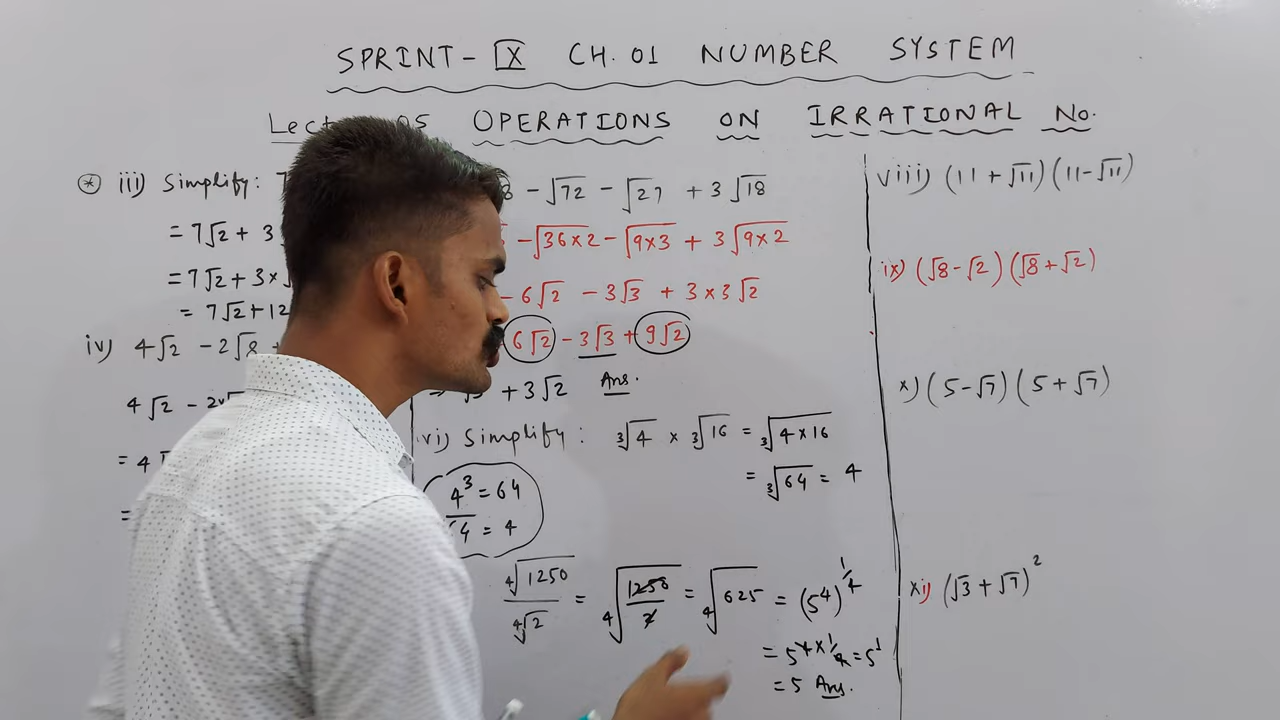 SPRINT- IX CH.01 NUMBER SYSTEM
05 OPERATIONS ON IRRATIONAL No.
* iii) Simplify: 7 - √72 - √27 + 3√18
= 7√2 + 3 - √(36×2) - √(9×3) + 3√(9×2)
= 7√2 + 3× - 6√2 - 3√3 + 3×3√2
= 7√2 + 12 6√2 - 3√3 + 9√2
+ 3√2 Ans.
iv) 4√2 - 2√8
4√2 - 2
= 4
=
vi) Simplify: ∛4 × ∛16 = ∛(4×16)
= ∛64 = 4
4³ = 64
= 4
∜1250 / ∜2 = ∜(1250/2) = ∜625 = (5⁴)^(1/4)
= 5^(4×1/4) = 5¹
= 5 Ans.
viii) (11 + √11)(11 - √11)
ix) (√8 - √2)(√8 + √2)
x) (5 - √7)(5 + √7)
xi) (√3 + √7)²